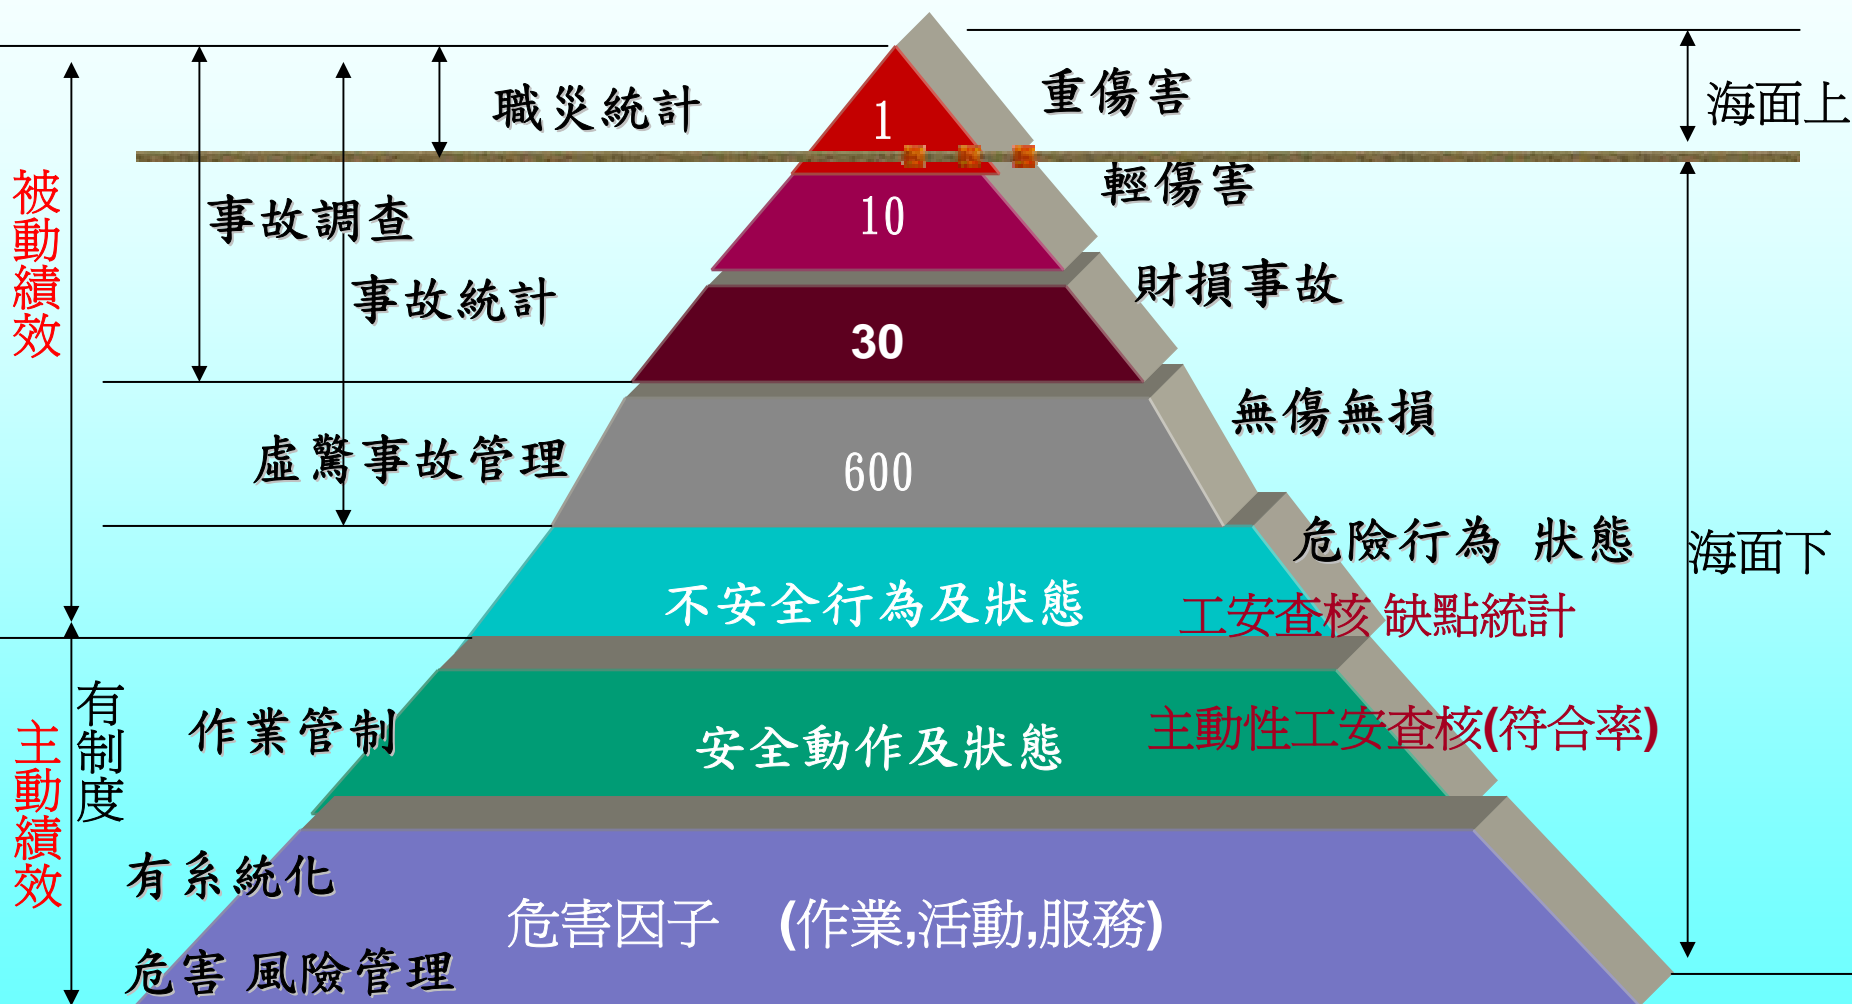 職災統計
1
重傷害
海面上
輕傷害
被動績效
事故調查
10
事故統計
財損事故
30
無傷無損
虛驚事故管理
600
危險行為 狀態
海面下
不安全行為及狀態
工安查核 缺點統計
有制度
主動績效
作業管制
安全動作及狀態
主動性工安查核(符合率)
有系統化
危害因子 (作業,活動,服務)
危害 風險管理